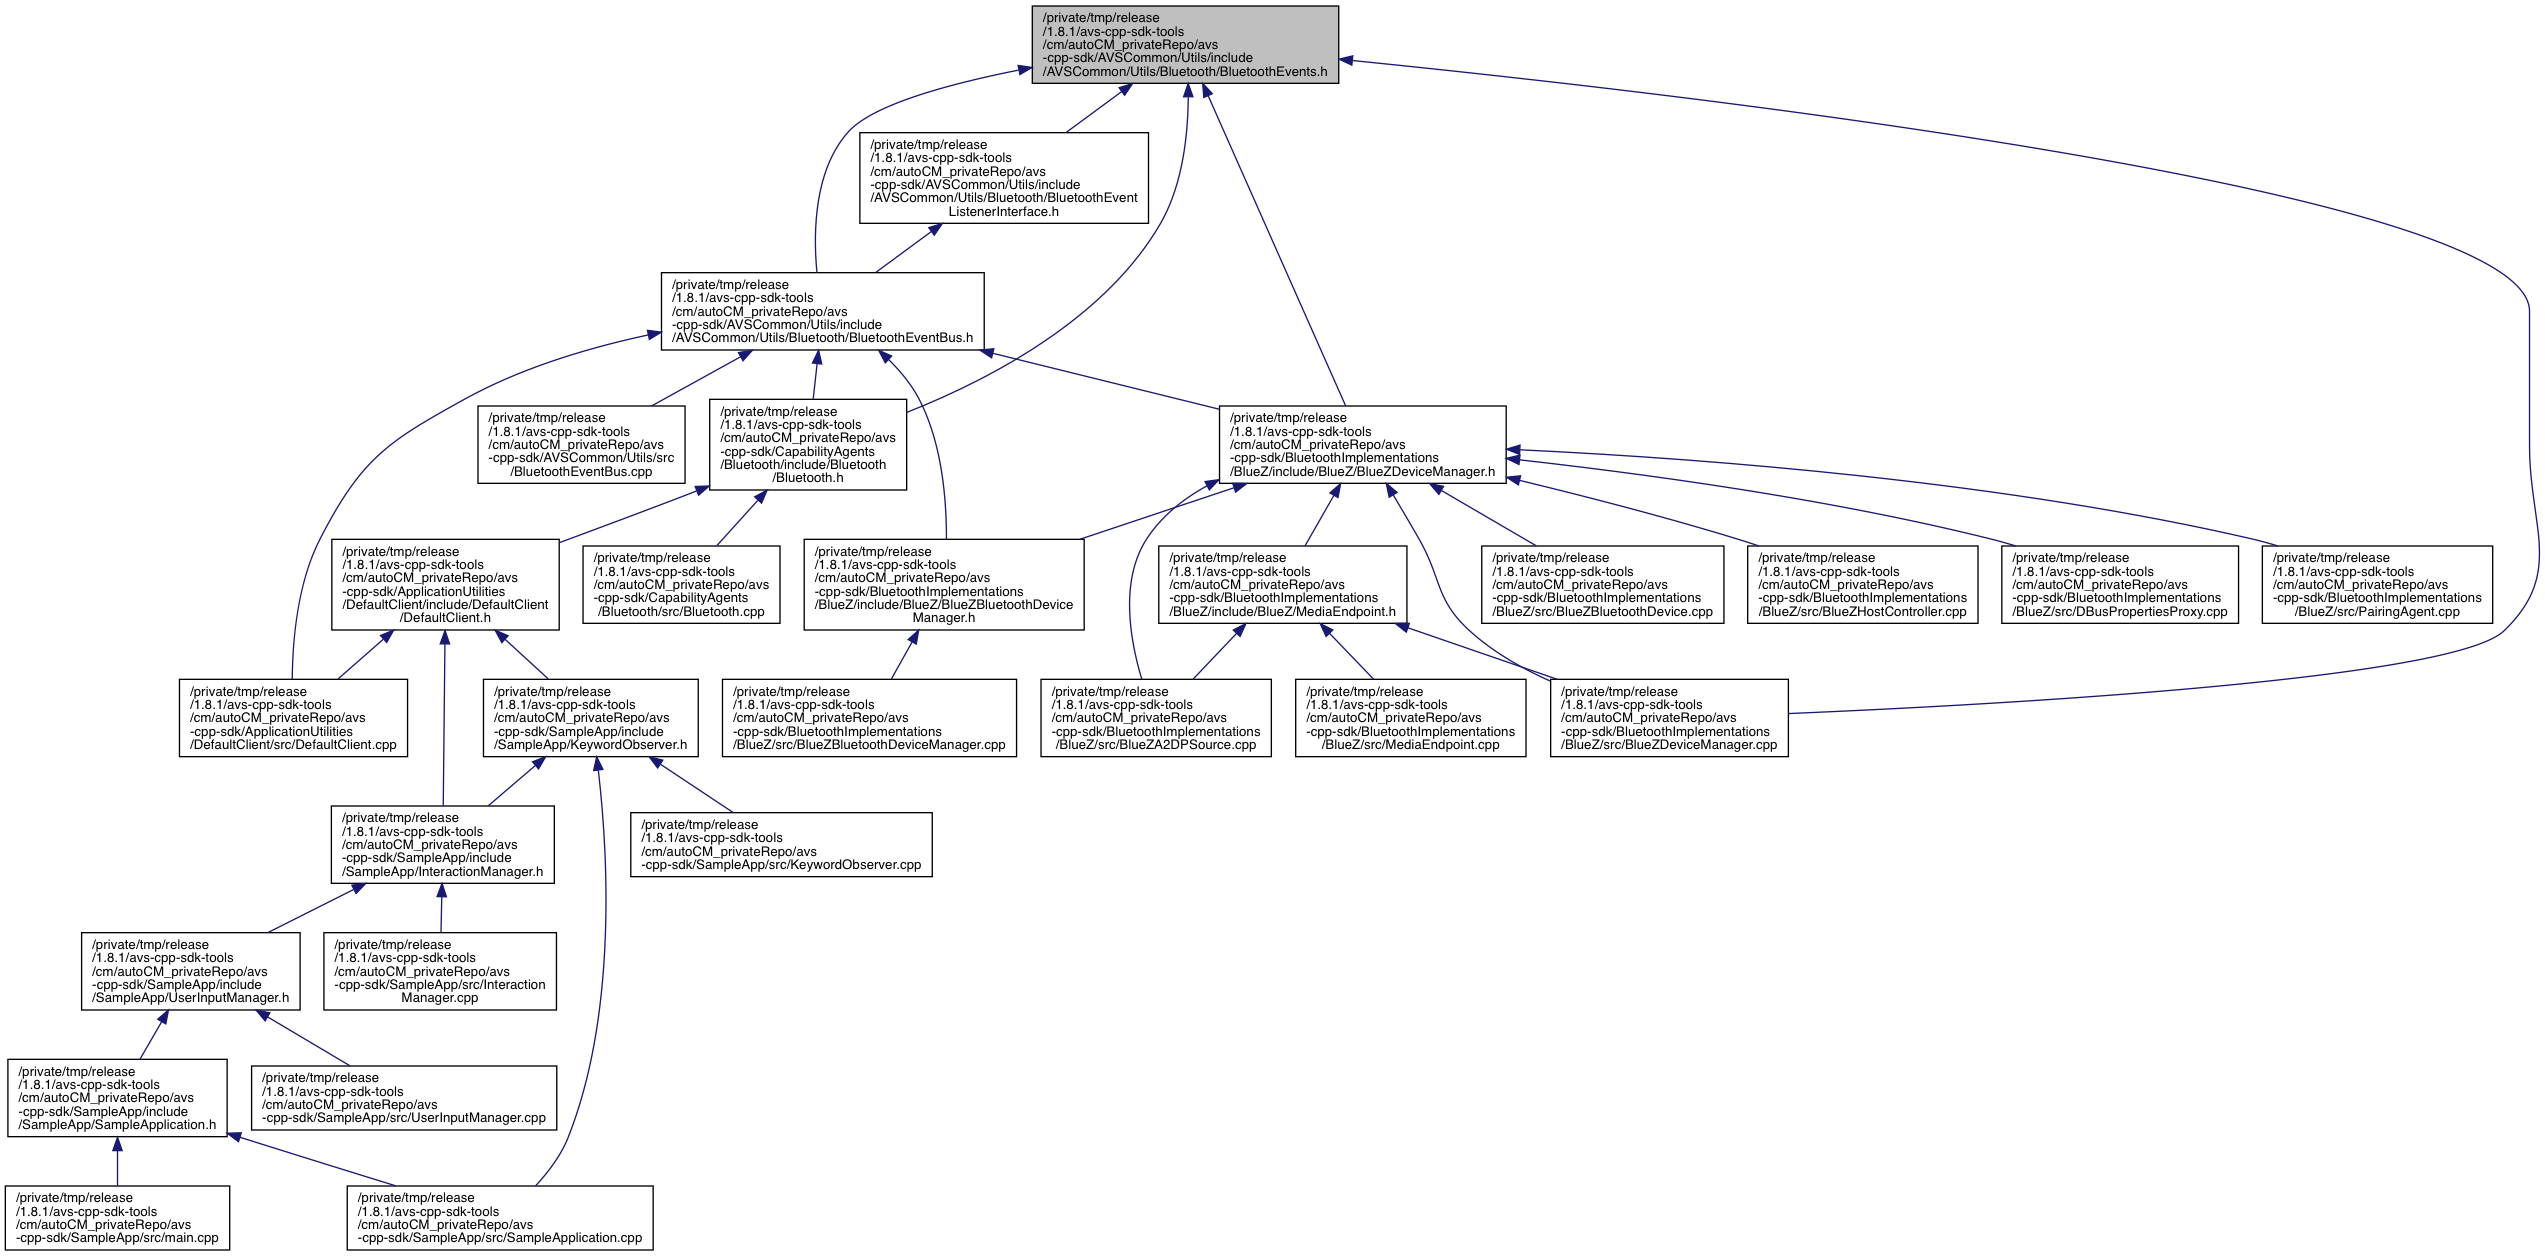 /private/tmp/release
/1.8.1/avs-cpp-sdk-tools
/cm/autoCM_privateRepo/avs
-cpp-sdk/AVSCommon/Utils/include
/AVSCommon/Utils/Bluetooth/BluetoothEvents.h
/private/tmp/release
/1.8.1/avs-cpp-sdk-tools
/cm/autoCM_privateRepo/avs
-cpp-sdk/AVSCommon/Utils/include
/AVSCommon/Utils/Bluetooth/BluetoothEvent
ListenerInterface.h
/private/tmp/release
/1.8.1/avs-cpp-sdk-tools
/cm/autoCM_privateRepo/avs
-cpp-sdk/AVSCommon/Utils/include
/AVSCommon/Utils/Bluetooth/BluetoothEventBus.h
/private/tmp/release
/1.8.1/avs-cpp-sdk-tools
/cm/autoCM_privateRepo/avs
-cpp-sdk/AVSCommon/Utils/src
/BluetoothEventBus.cpp
/private/tmp/release
/1.8.1/avs-cpp-sdk-tools
/cm/autoCM_privateRepo/avs
-cpp-sdk/CapabilityAgents
/Bluetooth/include/Bluetooth
/Bluetooth.h
/private/tmp/release
/1.8.1/avs-cpp-sdk-tools
/cm/autoCM_privateRepo/avs
-cpp-sdk/BluetoothImplementations
/BlueZ/include/BlueZ/BlueZDeviceManager.h
/private/tmp/release
/1.8.1/avs-cpp-sdk-tools
/cm/autoCM_privateRepo/avs
-cpp-sdk/ApplicationUtilities
/DefaultClient/include/DefaultClient
/DefaultClient.h
/private/tmp/release
/1.8.1/avs-cpp-sdk-tools
/cm/autoCM_privateRepo/avs
-cpp-sdk/CapabilityAgents
/Bluetooth/src/Bluetooth.cpp
/private/tmp/release
/1.8.1/avs-cpp-sdk-tools
/cm/autoCM_privateRepo/avs
-cpp-sdk/BluetoothImplementations
/BlueZ/include/BlueZ/BlueZBluetoothDevice
Manager.h
/private/tmp/release
/1.8.1/avs-cpp-sdk-tools
/cm/autoCM_privateRepo/avs
-cpp-sdk/BluetoothImplementations
/BlueZ/include/BlueZ/MediaEndpoint.h
/private/tmp/release
/1.8.1/avs-cpp-sdk-tools
/cm/autoCM_privateRepo/avs
-cpp-sdk/BluetoothImplementations
/BlueZ/src/BlueZBluetoothDevice.cpp
/private/tmp/release
/1.8.1/avs-cpp-sdk-tools
/cm/autoCM_privateRepo/avs
-cpp-sdk/BluetoothImplementations
/BlueZ/src/BlueZHostController.cpp
/private/tmp/release
/1.8.1/avs-cpp-sdk-tools
/cm/autoCM_privateRepo/avs
-cpp-sdk/BluetoothImplementations
/BlueZ/src/DBusPropertiesProxy.cpp
/private/tmp/release
/1.8.1/avs-cpp-sdk-tools
/cm/autoCM_privateRepo/avs
-cpp-sdk/BluetoothImplementations
/BlueZ/src/PairingAgent.cpp
/private/tmp/release
/1.8.1/avs-cpp-sdk-tools
/cm/autoCM_privateRepo/avs
-cpp-sdk/ApplicationUtilities
/DefaultClient/src/DefaultClient.cpp
/private/tmp/release
/1.8.1/avs-cpp-sdk-tools
/cm/autoCM_privateRepo/avs
-cpp-sdk/SampleApp/include
/SampleApp/KeywordObserver.h
/private/tmp/release
/1.8.1/avs-cpp-sdk-tools
/cm/autoCM_privateRepo/avs
-cpp-sdk/BluetoothImplementations
/BlueZ/src/BlueZBluetoothDeviceManager.cpp
/private/tmp/release
/1.8.1/avs-cpp-sdk-tools
/cm/autoCM_privateRepo/avs
-cpp-sdk/BluetoothImplementations
/BlueZ/src/BlueZA2DPSource.cpp
/private/tmp/release
/1.8.1/avs-cpp-sdk-tools
/cm/autoCM_privateRepo/avs
-cpp-sdk/BluetoothImplementations
/BlueZ/src/MediaEndpoint.cpp
/private/tmp/release
/1.8.1/avs-cpp-sdk-tools
/cm/autoCM_privateRepo/avs
-cpp-sdk/BluetoothImplementations
/BlueZ/src/BlueZDeviceManager.cpp
/private/tmp/release
/1.8.1/avs-cpp-sdk-tools
/cm/autoCM_privateRepo/avs
-cpp-sdk/SampleApp/include
/SampleApp/InteractionManager.h
/private/tmp/release
/1.8.1/avs-cpp-sdk-tools
/cm/autoCM_privateRepo/avs
-cpp-sdk/SampleApp/src/KeywordObserver.cpp
/private/tmp/release
/1.8.1/avs-cpp-sdk-tools
/cm/autoCM_privateRepo/avs
-cpp-sdk/SampleApp/include
/SampleApp/UserInputManager.h
/private/tmp/release
/1.8.1/avs-cpp-sdk-tools
/cm/autoCM_privateRepo/avs
-cpp-sdk/SampleApp/src/Interaction
Manager.cpp
/private/tmp/release
/1.8.1/avs-cpp-sdk-tools
/cm/autoCM_privateRepo/avs
-cpp-sdk/SampleApp/include
/SampleApp/SampleApplication.h
/private/tmp/release
/1.8.1/avs-cpp-sdk-tools
/cm/autoCM_privateRepo/avs
-cpp-sdk/SampleApp/src/UserInputManager.cpp
/private/tmp/release
/1.8.1/avs-cpp-sdk-tools
/cm/autoCM_privateRepo/avs
-cpp-sdk/SampleApp/src/main.cpp
/private/tmp/release
/1.8.1/avs-cpp-sdk-tools
/cm/autoCM_privateRepo/avs
-cpp-sdk/SampleApp/src/SampleApplication.cpp